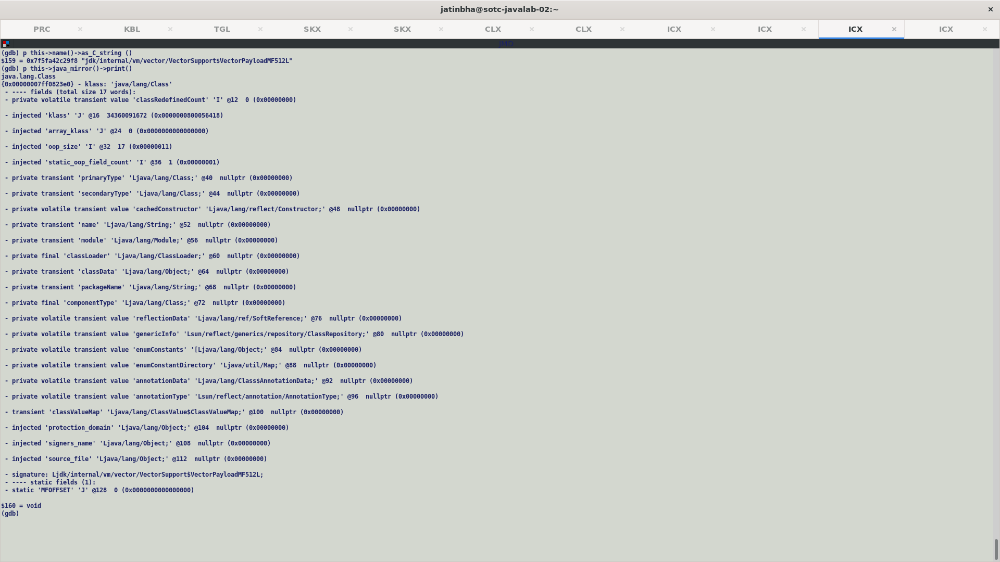 jatinbha@sotc-javalab-02:~
PRC × KBL × TGL × SKX × SKX × CLX × CLX × ICX × ICX × ICX × ICX ×
JMD
(gdb) p this->name()->as_C_string ()
$159 = 0x7f5fa42c29f8 "jdk/internal/vm/vector/VectorSupport$VectorPayloadMF512L"
(gdb) p this->java_mirror()->print()
java.lang.Class
{0x00000007ff0823e0} - klass: 'java/lang/Class'
- ---- fields (total size 17 words):
- private volatile transient value 'classRedefinedCount' 'I' @12  0 (0x00000000)
- injected 'klass' 'J' @16  34360091672 (0x0000000800056418)
- injected 'array_klass' 'J' @24  0 (0x0000000000000000)
- injected 'oop_size' 'I' @32  17 (0x00000011)
- injected 'static_oop_field_count' 'I' @36  1 (0x00000001)
- private transient 'primaryType' 'Ljava/lang/Class;' @40  nullptr (0x00000000)
- private transient 'secondaryType' 'Ljava/lang/Class;' @44  nullptr (0x00000000)
- private volatile transient value 'cachedConstructor' 'Ljava/lang/reflect/Constructor;' @48  nullptr (0x00000000)
- private transient 'name' 'Ljava/lang/String;' @52  nullptr (0x00000000)
- private transient 'module' 'Ljava/lang/Module;' @56  nullptr (0x00000000)
- private final 'classLoader' 'Ljava/lang/ClassLoader;' @60  nullptr (0x00000000)
- private transient 'classData' 'Ljava/lang/Object;' @64  nullptr (0x00000000)
- private transient 'packageName' 'Ljava/lang/String;' @68  nullptr (0x00000000)
- private final 'componentType' 'Ljava/lang/Class;' @72  nullptr (0x00000000)
- private volatile transient value 'reflectionData' 'Ljava/lang/ref/SoftReference;' @76  nullptr (0x00000000)
- private volatile transient value 'genericInfo' 'Lsun/reflect/generics/repository/ClassRepository;' @80  nullptr (0x00000000)
- private volatile transient value 'enumConstants' '[Ljava/lang/Object;' @84  nullptr (0x00000000)
- private volatile transient value 'enumConstantDirectory' 'Ljava/util/Map;' @88  nullptr (0x00000000)
- private volatile transient value 'annotationData' 'Ljava/lang/Class$AnnotationData;' @92  nullptr (0x00000000)
- private volatile transient value 'annotationType' 'Lsun/reflect/annotation/AnnotationType;' @96  nullptr (0x00000000)
- transient 'classValueMap' 'Ljava/lang/ClassValue$ClassValueMap;' @100  nullptr (0x00000000)
- injected 'protection_domain' 'Ljava/lang/Object;' @104  nullptr (0x00000000)
- injected 'signers_name' 'Ljava/lang/Object;' @108  nullptr (0x00000000)
- injected 'source_file' 'Ljava/lang/Object;' @112  nullptr (0x00000000)
- signature: Ljdk/internal/vm/vector/VectorSupport$VectorPayloadMF512L;
- ---- static fields (1):
- static 'MFOFFSET' 'J' @128  0 (0x0000000000000000)
$160 = void
(gdb)